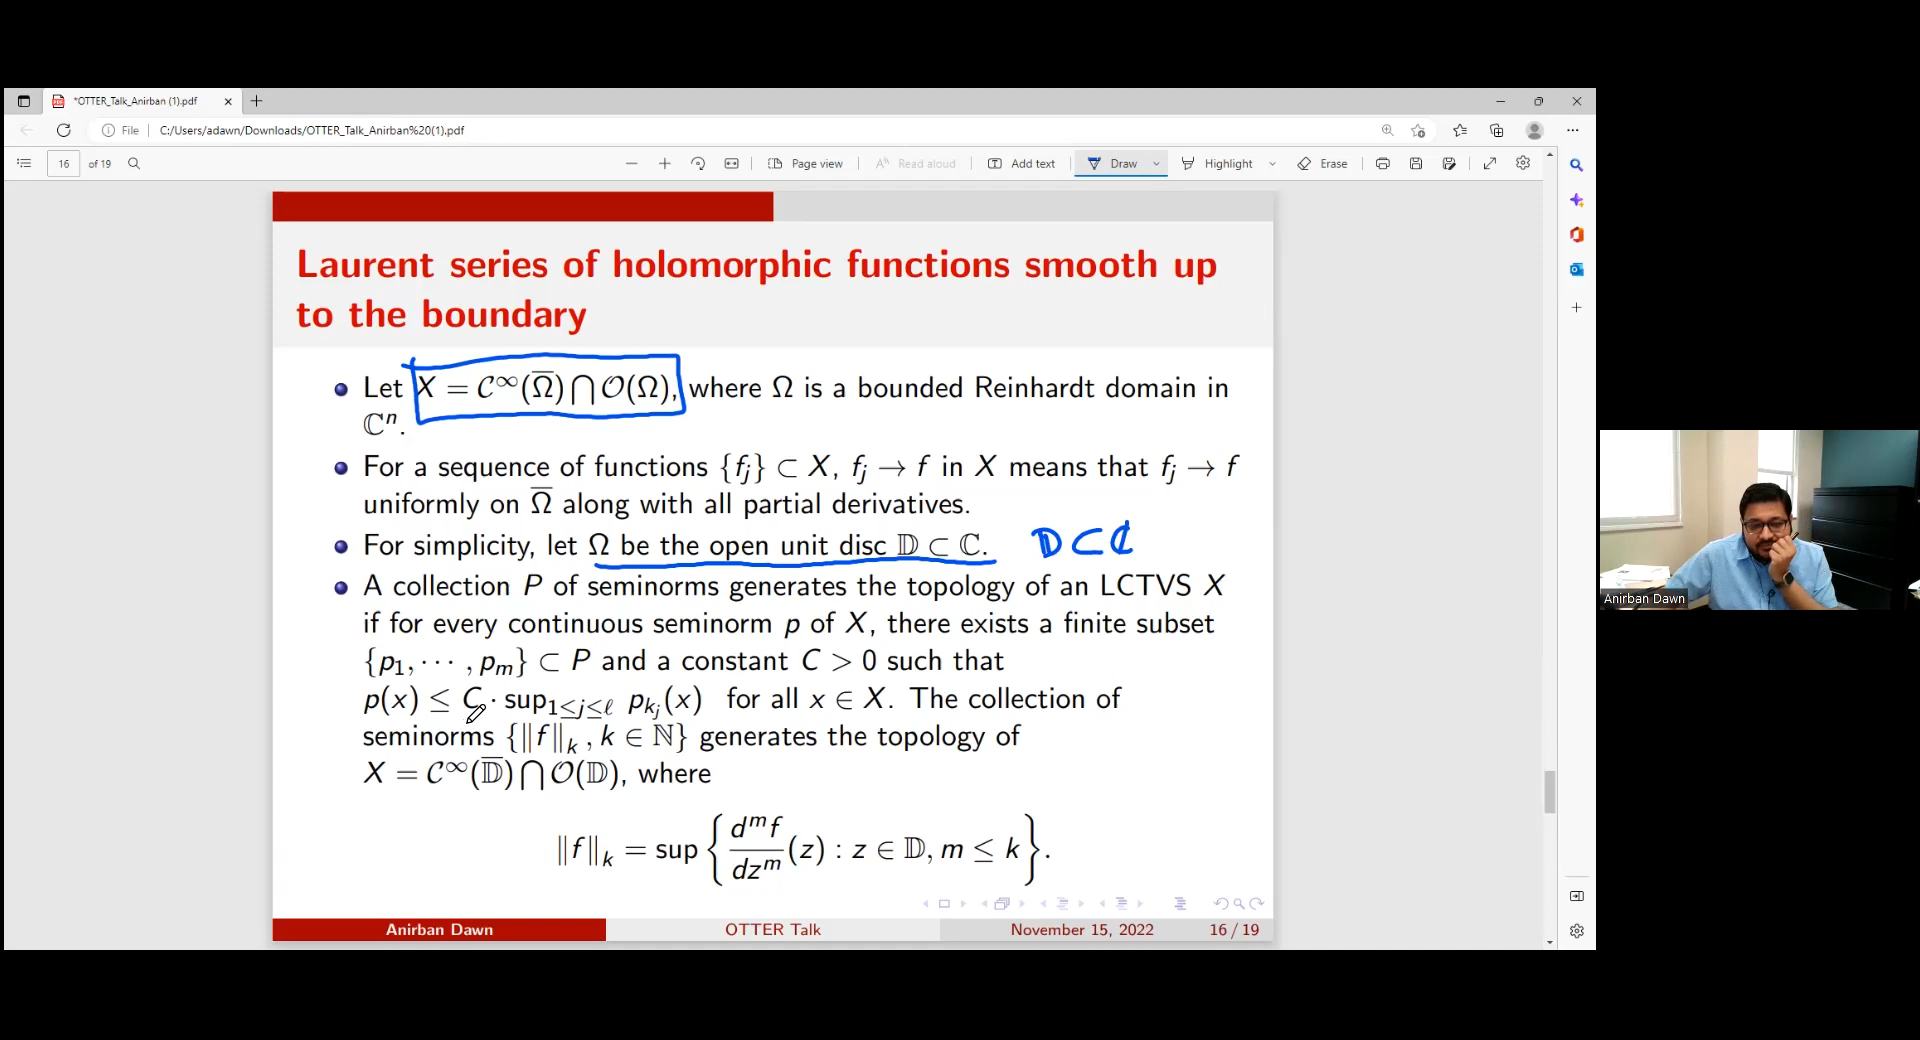 *OTTER_Talk_Anirban (1).pdf
File C:/Users/adawn/Downloads/OTTER_Talk_Anirban%20(1).pdf
16 of 19 Page view Read aloud Add text Draw Highlight Erase
Laurent series of holomorphic functions smooth up
to the boundary
Let X = 𝒞^∞(Ω̅) ⋂ 𝒪(Ω), where Ω is a bounded Reinhardt domain in
ℂⁿ.
For a sequence of functions {f_j} ⊂ X, f_j → f in X means that f_j → f
uniformly on Ω̅ along with all partial derivatives.
For simplicity, let Ω be the open unit disc 𝔻 ⊂ ℂ. 𝔻 ⊂ ℂ
A collection P of seminorms generates the topology of an LCTVS X
if for every continuous seminorm p of X, there exists a finite subset
{p₁, ⋯ , p_m} ⊂ P and a constant C > 0 such that
p(x) ≤ C · sup_{1≤j≤ℓ} p_{k_j}(x) for all x ∈ X. The collection of
seminorms {‖f‖_k , k ∈ ℕ} generates the topology of
X = 𝒞^∞(𝔻̅) ⋂ 𝒪(𝔻), where
‖f‖_k = sup { d^m f / dz^m (z) : z ∈ 𝔻, m ≤ k } .
Anirban Dawn OTTER Talk November 15, 2022 16 / 19
Anirban Dawn